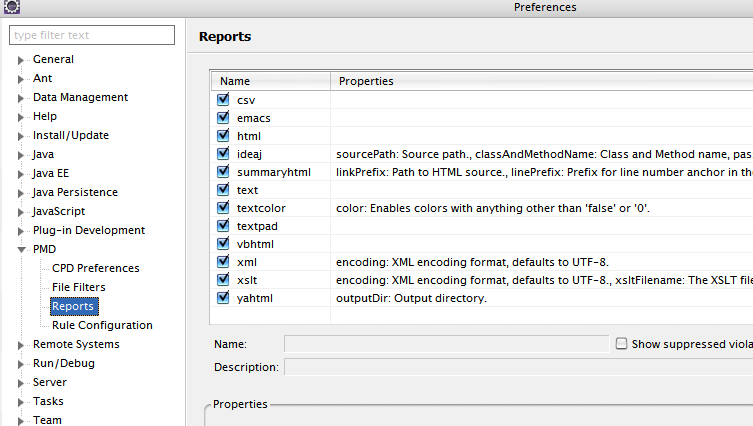 Preferences
type filter text
General
Ant
Data Management
Help
Install/Update
Java
Java EE
Java Persistence
JavaScript
Plug-in Development
PMD
CPD Preferences
File Filters
Reports
Rule Configuration
Remote Systems
Run/Debug
Server
Tasks
Team
Reports
Name Properties
csv
emacs
html
ideaj sourcePath: Source path., classAndMethodName: Class and Method name, pas
summaryhtml linkPrefix: Path to HTML source., linePrefix: Prefix for line number anchor in the
text
textcolor color: Enables colors with anything other than 'false' or '0'.
textpad
vbhtml
xml encoding: XML encoding format, defaults to UTF-8.
xslt encoding: XML encoding format, defaults to UTF-8., xsltFilename: The XSLT file
yahtml outputDir: Output directory.
Name: Show suppressed viola
Description:
Properties